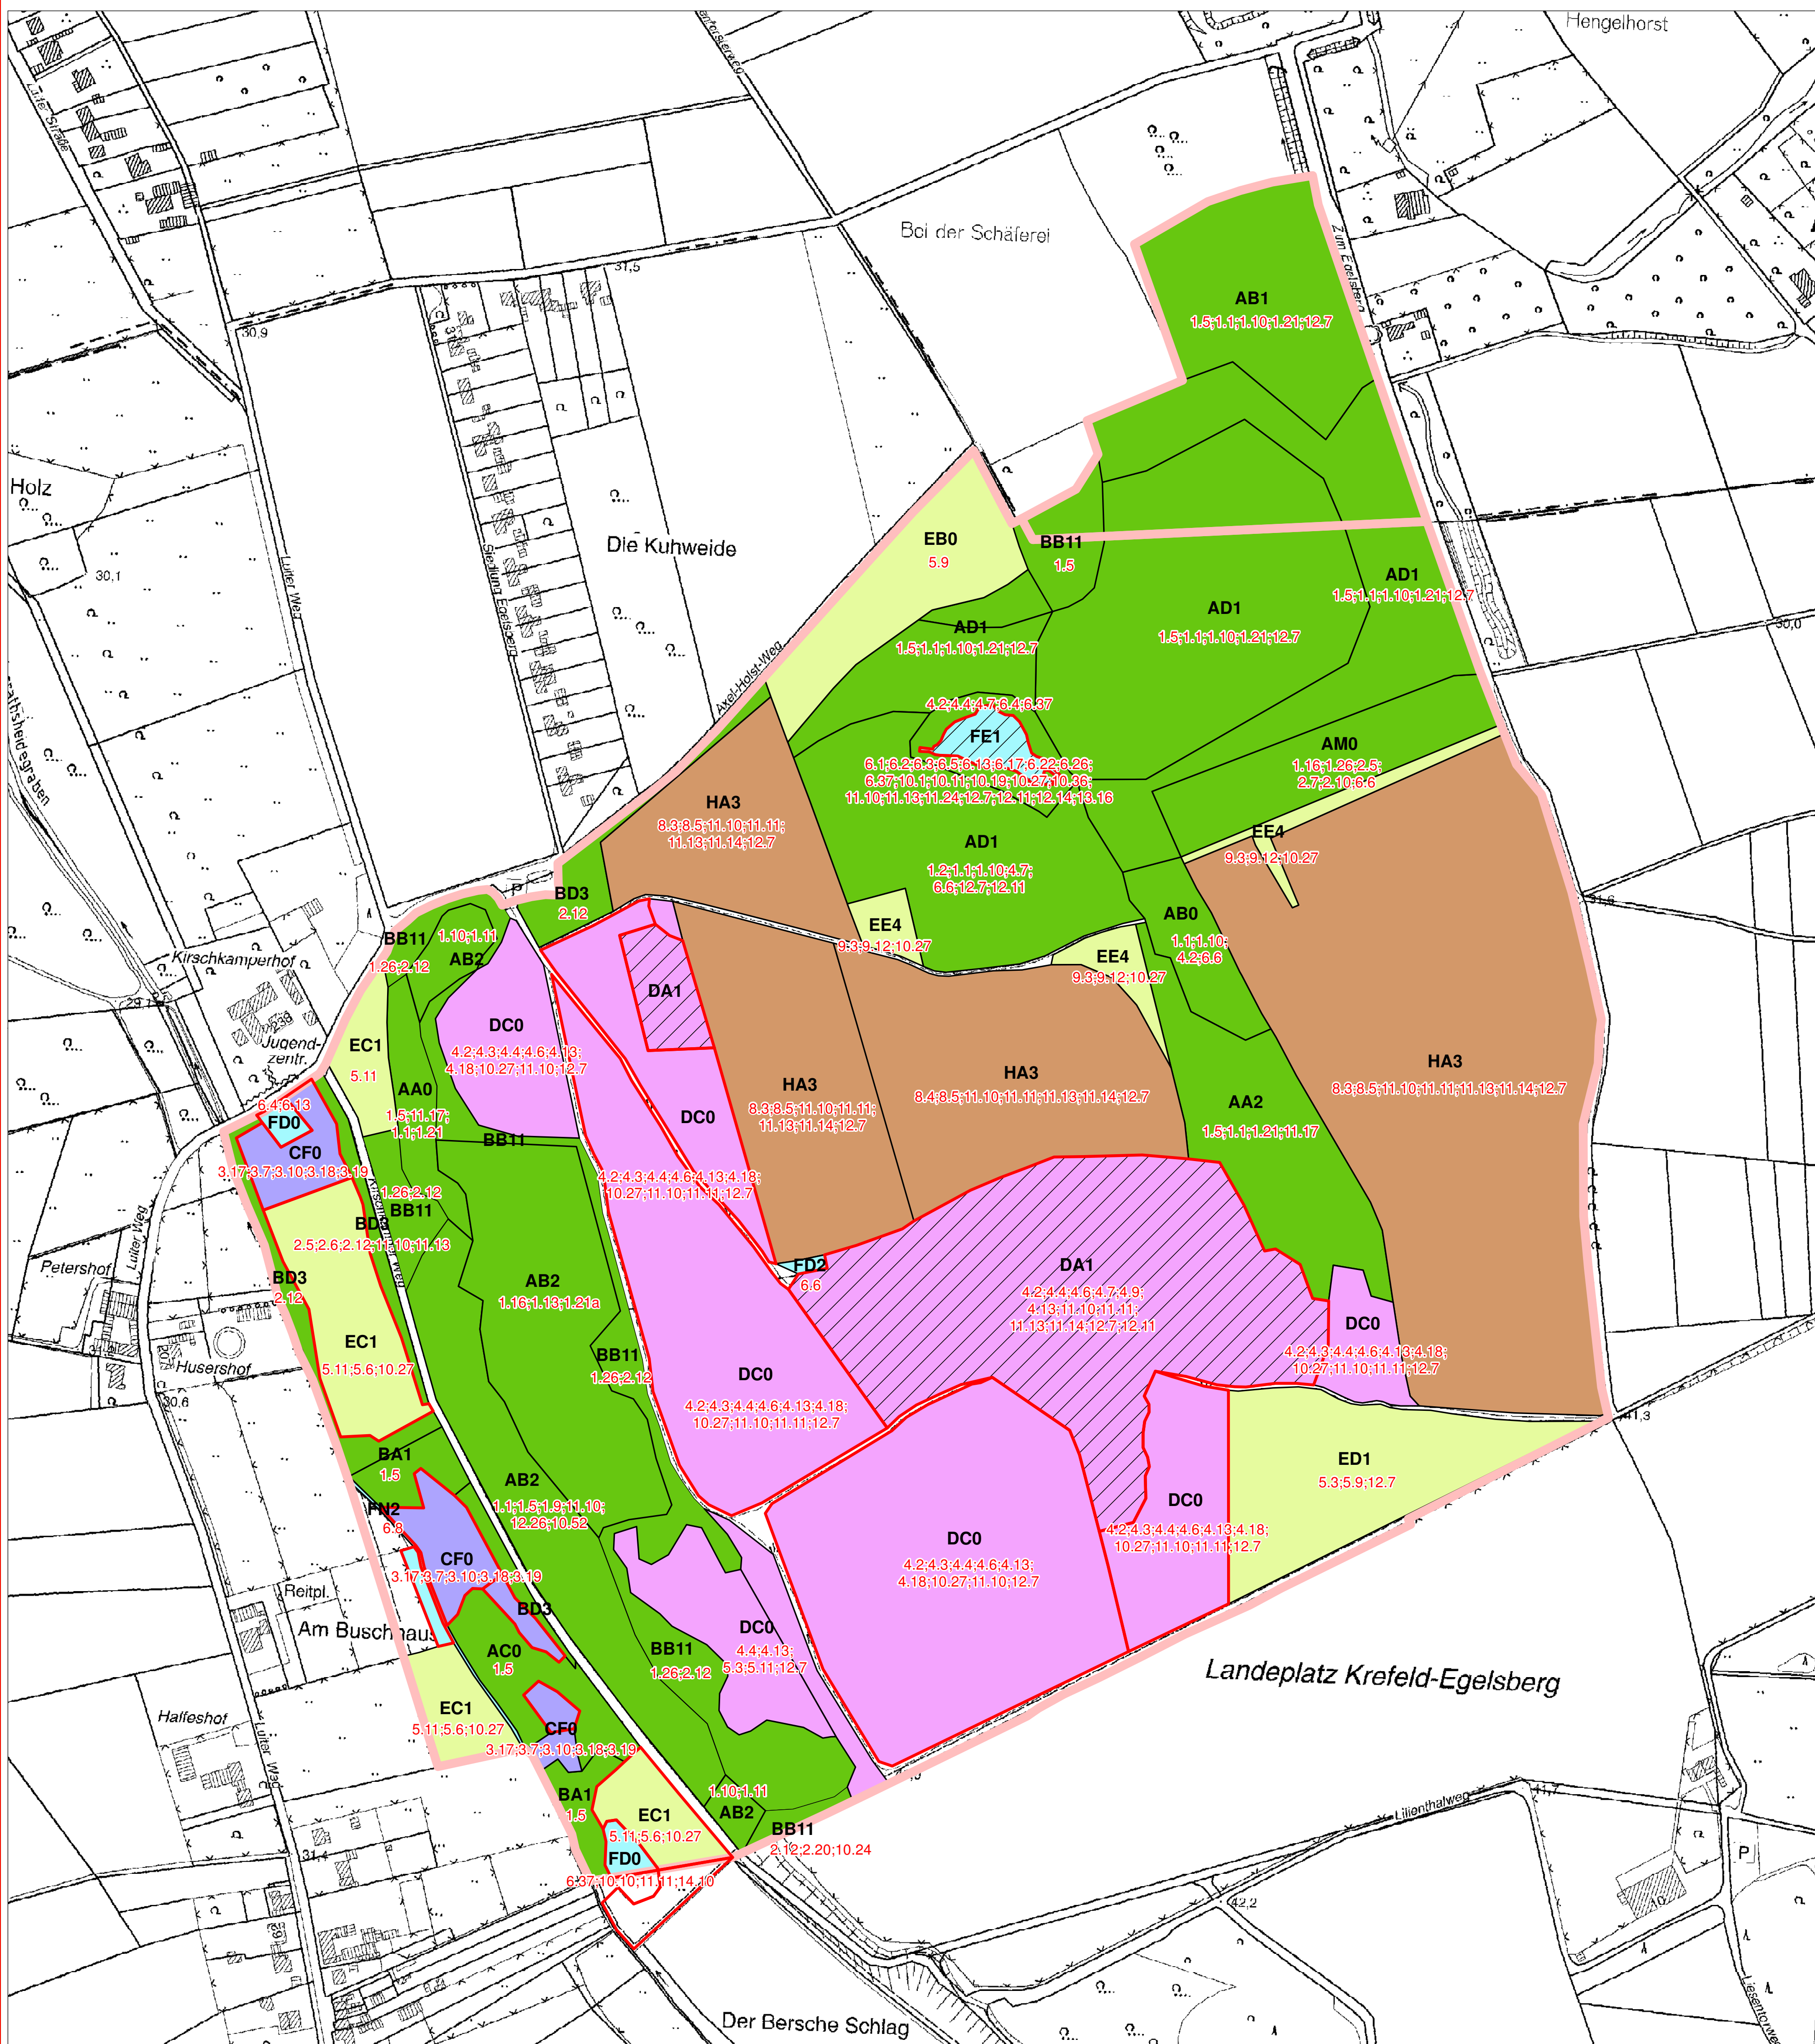 Hengelhorst
Luiter Straße
Bei der Schäferei
Zum Egelsberg
31,5
30,9
AB1
1.5;1.1;1.10;1.21;12.7
Holz
Die Kuhweide
Siedlung Egelsberg
Luiter Weg
30,1
EB0
5.9
BB11
1.5
AD1
1.5;1.1;1.10;1.21;12.7
AD1
1.5;1.1;1.10;1.21;12.7
AD1
1.5;1.1;1.10;1.21;12.7
30,0
Axel-Holst-Weg
4.2;4.4;4.7;6.4;6.37
FE1
6.1;6.2;6.3;6.5;6.13;6.17;6.22;6.26;
6.37;10.1;10.11;10.19;10.27;10.36;
11.10;11.13;11.24;12.7;12.11;12.14;13.16
AM0
1.16;1.26;2.5;
2.7;2.10;6.6
HA3
8.3;8.5;11.10;11.11;
11.13;11.14;12.7
EE4
9.3;9.12;10.27
AD1
1.2;1.1;1.10;4.7;
6.6;12.7;12.11
P
BD3
2.12
31,6
EE4
9.3;9.12;10.27
AB0
1.1;1.10;
4.2;6.6
BB11
1.26;2.12
1.10;1.11
AB2
EE4
9.3;9.12;10.27
Kirschkamperhof
29,1
Jugend-
zentr.
DA1
DC0
4.2;4.3;4.4;4.6;4.13;
4.18;10.27;11.10;12.7
EC1
5.11
HA3
8.3;8.5;11.10;11.11;11.13;11.14;12.7
HA3
8.4;8.5;11.10;11.11;11.13;11.14;12.7
HA3
8.3;8.5;11.10;11.11;
11.13;11.14;12.7
AA0
1.5;11.17;
1.1;1.21
6.4;6.13
FD0
DC0
AA2
1.5;1.1;1.21;11.17
BB11
CF0
3.17;3.7;3.10;3.18;3.19
4.2;4.3;4.4;4.6;4.13;4.18;
10.27;11.10;11.11;12.7
1.26;2.12
BB11
Luiter Weg
BD3
2.5;2.6;2.12;11.10;11.13
Petershof
BD3
2.12
FD2
6.6
DA1
4.2;4.4;4.6;4.7;4.9;
4.13;11.10;11.11;
11.13;11.14;12.7;12.11
AB2
1.16;1.13;1.21a
DC0
4.2;4.3;4.4;4.6;4.13;4.18;
10.27;11.10;11.11;12.7
EC1
5.11;5.6;10.27
Husershof
BB11
1.26;2.12
DC0
4.2;4.3;4.4;4.6;4.13;4.18;
10.27;11.10;11.11;12.7
30,6
41,3
BA1
1.5
ED1
5.3;5.9;12.7
AB2
1.1;1.5;1.9;11.10;
12.26;10.52
FN2
6.8
DC0
4.2;4.3;4.4;4.6;4.13;4.18;
10.27;11.10;11.11;12.7
DC0
4.2;4.3;4.4;4.6;4.13;
4.18;10.27;11.10;12.7
CF0
3.17;3.7;3.10;3.18;3.19
Reitpl.
BD3
Am Buschhaus
DC0
4.4;4.13;
5.3;5.11;12.7
AC0
1.5
BB11
1.26;2.12
Landeplatz Krefeld-Egelsberg
EC1
5.11;5.6;10.27
Halfeshof
Luiter Weg
CF0
3.17;3.7;3.10;3.18;3.19
1.10;1.11
AB2
BA1
1.5
EC1
5.11;5.6;10.27
BB11
2.12;2.20;10.24
FD0
6.37;10.10;11.11;14.10
Lilienthalweg
41,7
P
31,4
42,2
Der Bersche Schlag